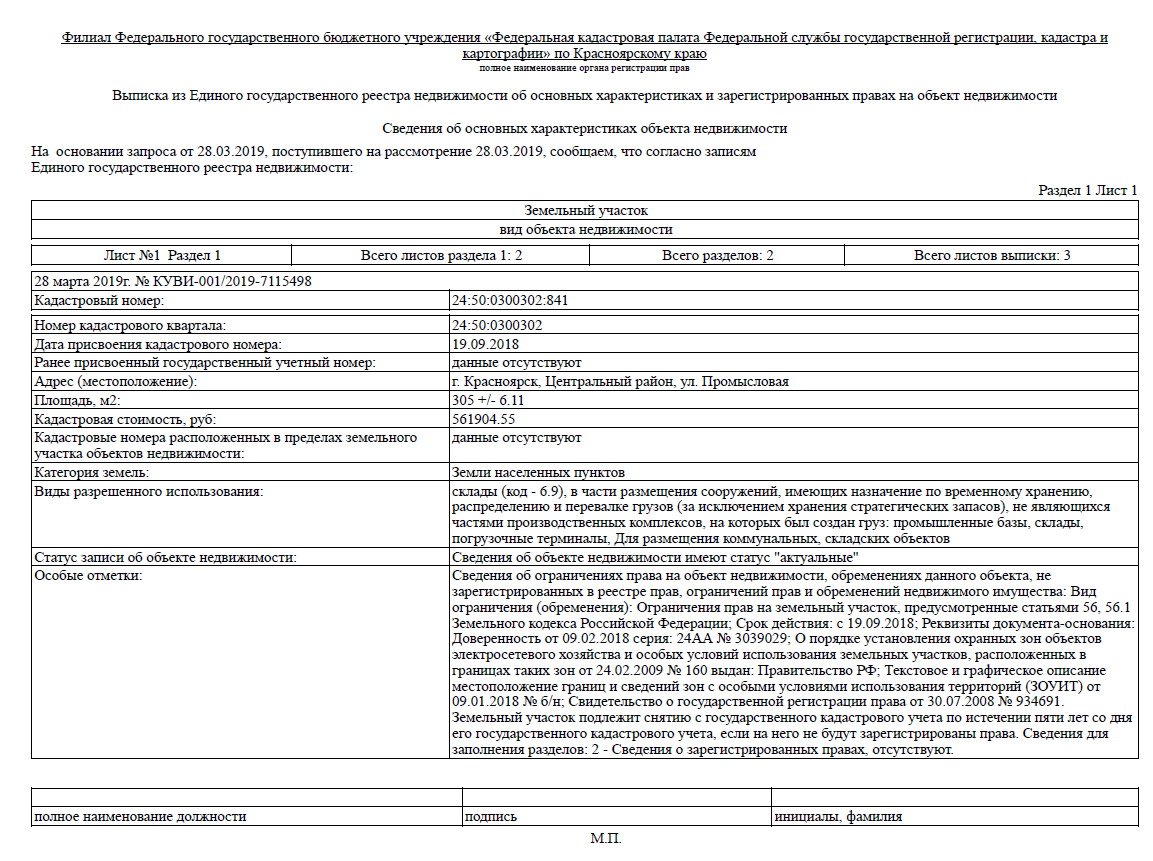 Филиал Федерального государственного бюджетного учреждения «Федеральная кадастровая палата Федеральной службы государственной регистрации, кадастра и
картографии» по Красноярскому краю
полное наименование органа регистрации прав
Выписка из Единого государственного реестра недвижимости об основных характеристиках и зарегистрированных правах на объект недвижимости
Сведения об основных характеристиках объекта недвижимости
На основании запроса от 28.03.2019, поступившего на рассмотрение 28.03.2019, сообщаем, что согласно записям
Единого государственного реестра недвижимости:
Раздел 1 Лист 1
Земельный участок
вид объекта недвижимости
Лист №1 Раздел 1 Всего листов раздела 1: 2 Всего разделов: 2 Всего листов выписки: 3
28 марта 2019г. № КУВИ-001/2019-7115498
Кадастровый номер: 24:50:0300302:841
Номер кадастрового квартала: 24:50:0300302
Дата присвоения кадастрового номера: 19.09.2018
Ранее присвоенный государственный учетный номер: данные отсутствуют
Адрес (местоположение): г. Красноярск, Центральный район, ул. Промысловая
Площадь, м2: 305 +/- 6.11
Кадастровая стоимость, руб: 561904.55
Кадастровые номера расположенных в пределах земельного данные отсутствуют
участка объектов недвижимости:
Категория земель: Земли населенных пунктов
Виды разрешенного использования: склады (код - 6.9), в части размещения сооружений, имеющих назначение по временному хранению,
распределению и перевалке грузов (за исключением хранения стратегических запасов), не являющихся
частями производственных комплексов, на которых был создан груз: промышленные базы, склады,
погрузочные терминалы, Для размещения коммунальных, складских объектов
Статус записи об объекте недвижимости: Сведения об объекте недвижимости имеют статус "актуальные"
Особые отметки: Сведения об ограничениях права на объект недвижимости, обременениях данного объекта, не
зарегистрированных в реестре прав, ограничений прав и обременений недвижимого имущества: Вид
ограничения (обременения): Ограничения прав на земельный участок, предусмотренные статьями 56, 56.1
Земельного кодекса Российской Федерации; Срок действия: с 19.09.2018; Реквизиты документа-основания:
Доверенность от 09.02.2018 серия: 24АА № 3039029; О порядке установления охранных зон объектов
электросетевого хозяйства и особых условий использования земельных участков, расположенных в
границах таких зон от 24.02.2009 № 160 выдан: Правительство РФ; Текстовое и графическое описание
местоположение границ и сведений зон с особыми условиями использования территорий (ЗОУИТ) от
09.01.2018 № б/н; Свидетельство о государственной регистрации права от 30.07.2008 № 934691.
Земельный участок подлежит снятию с государственного кадастрового учета по истечении пяти лет со дня
его государственного кадастрового учета, если на него не будут зарегистрированы права. Сведения для
заполнения разделов: 2 - Сведения о зарегистрированных правах, отсутствуют.
полное наименование должности подпись инициалы, фамилия
М.П.